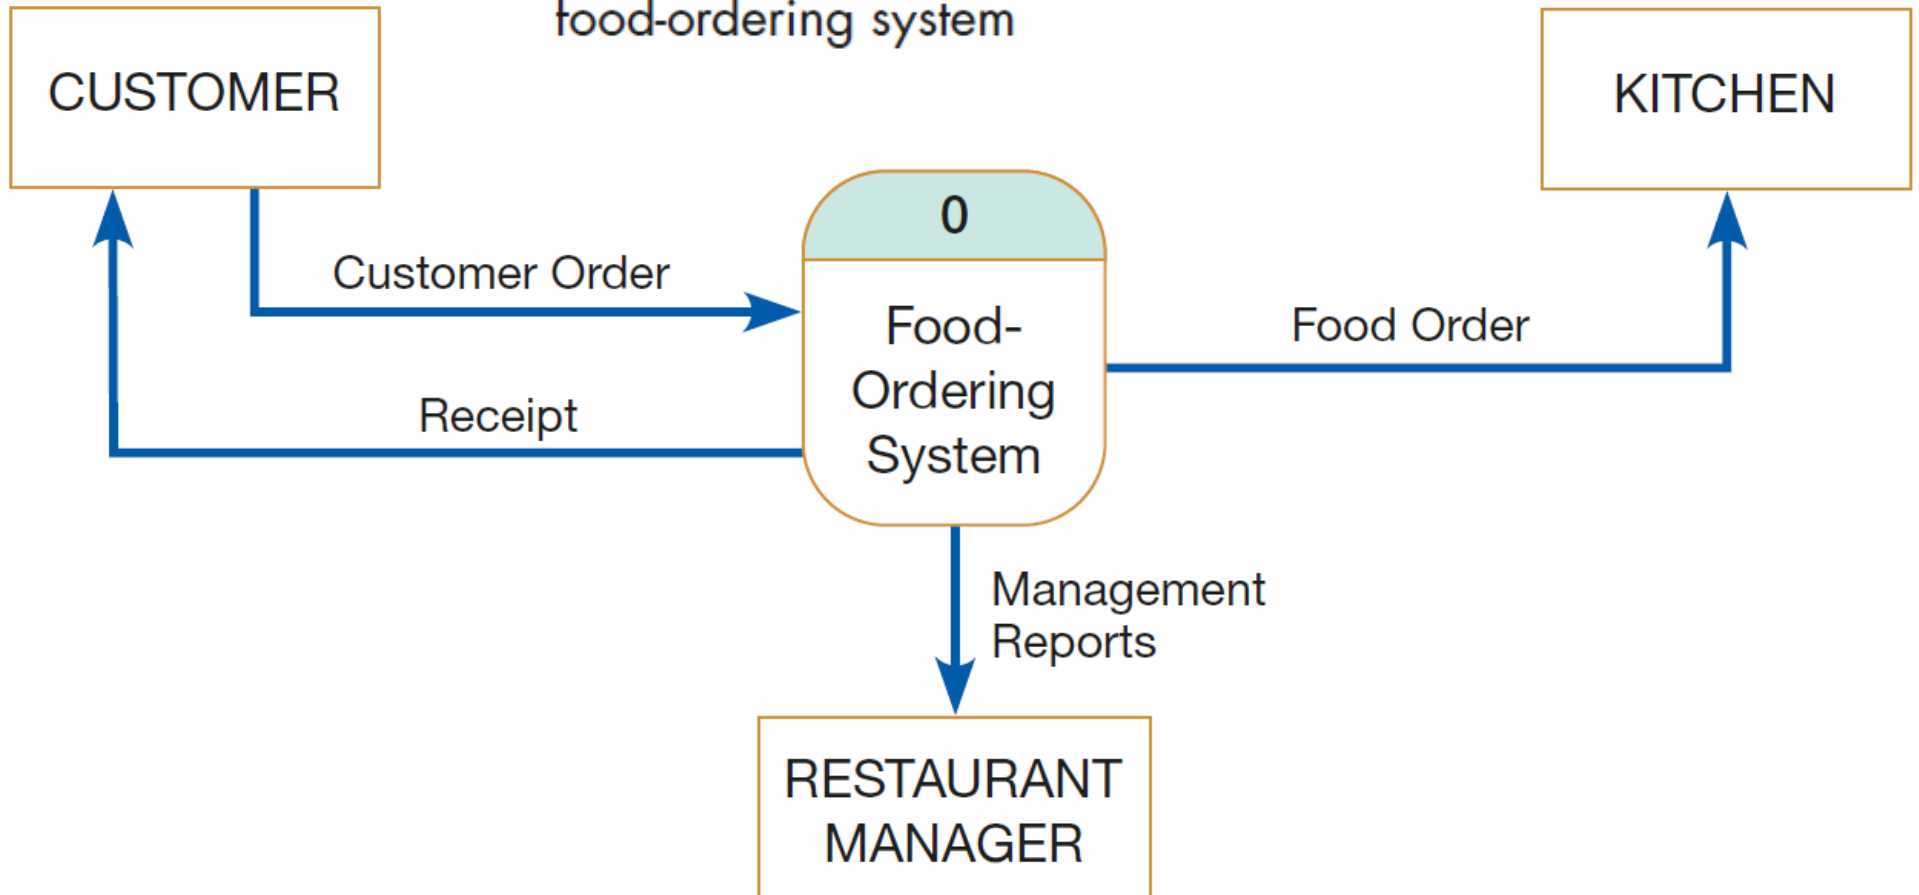 food-ordering system
CUSTOMER
KITCHEN
0
Customer Order
Food-
Ordering
System
Food Order
Receipt
Management
Reports
RESTAURANT
MANAGER